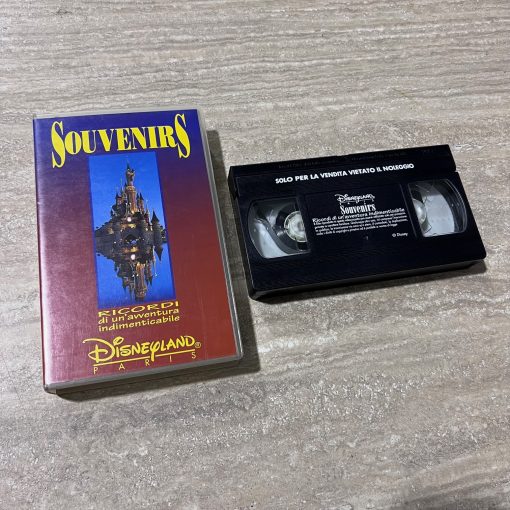 SOUVENIRS
RICORDI
di un'avventura
indimenticabile
DISNEYLAND®
PARIS
SOLO PER LA VENDITA VIETATO IL NOLEGGIO
DISNEYLAND
Souvenirs
Ricordi di un'avventura indimenticabile
© Disney